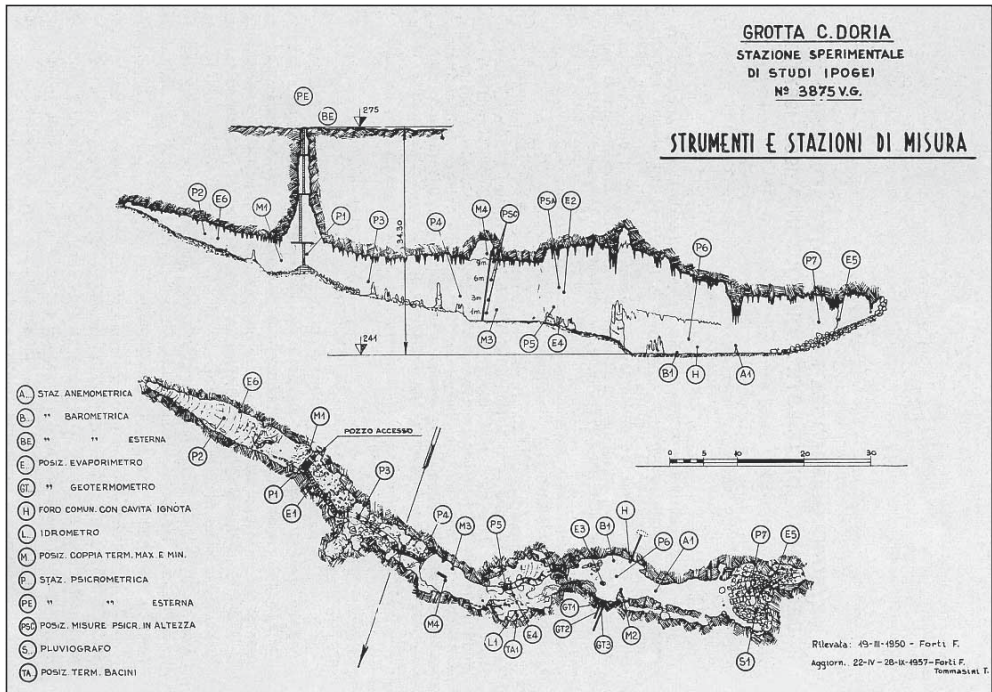 GROTTA C. DORIA
STAZIONE SPERIMENTALE
DI STUDI IPOGEI
Nº 3875 V.G.
STRUMENTI E STAZIONI DI MISURA
PE
BE
275
P2
E6
M1
P1
P3
34.30
P4
M4
PSC
PSA
E2
P6
P7
E5
9m
6m
3m
1m
M3
P5
E4
B1
H
A1
241
A. STAZ ANEMOMETRICA
B. " BAROMETRICA
BE " " ESTERNA
E. POSIZ. EVAPORIMETRO
GT. " GEOTERMOMETRO
H FORO COMUN. CON CAVITA IGNOTA
L. IDROMETRO
M. POSIZ. COPPIA TERM. MAX. E MIN.
P. STAZ. PSICROMETRICA
PE " " ESTERNA
PSC POSIZ. MISURE PSICR. IN ALTEZZA
S. PLUVIOGRAFO
TA. POSIZ. TERM. BACINI
E6
M1
POZZO ACCESSO
P2
P1
E1
P3
P4
M3
P5
E3
B1
H
P6
A1
P7
E5
M4
L1
TA1
E4
GT1
GT2
GT3
M2
S1
0 5 10 20 30
Rilevata: 19-III-1950 - Forti F.
Aggiorn. 22-IV-28-IX-1957-Forti F.
Tommasini T.